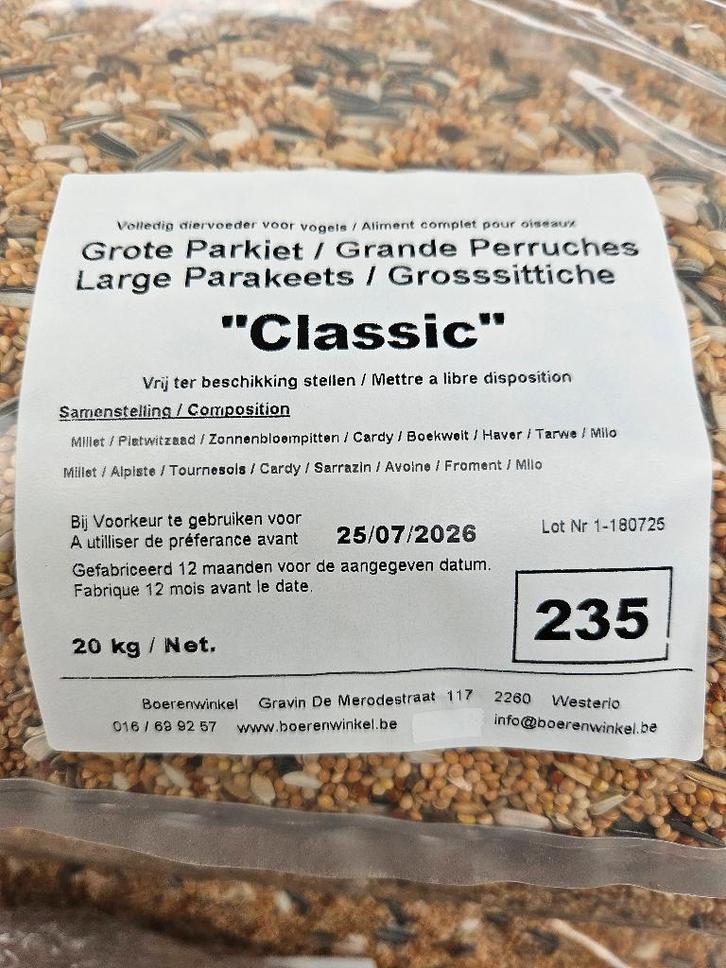 Volledig diervoeder voor vogels / Aliment complet pour oiseaux
Grote Parkiet / Grande Perruches
Large Parakeets / Grosssittiche
"Classic"
Vrij ter beschikking stellen / Mettre a libre disposition
Samenstelling / Composition
Millet / Platwitzaad / Zonnenbloempitten / Cardy / Boekweit / Haver / Tarwe / Milo
Millet / Alpiste / Tournesols / Cardy / Sarrazin / Avoine / Froment / Milo
Bij Voorkeur te gebruiken voor
A utilliser de préferance avant
25/07/2026
Lot Nr 1-180725
Gefabriceerd 12 maanden voor de aangegeven datum.
Fabrique 12 mois avant le date.
235
20 kg / Net.
Boerenwinkel Gravin De Merodestraat 117 2260 Westerlo
016 / 69 92 57 www.boerenwinkel.be info@boerenwinkel.be